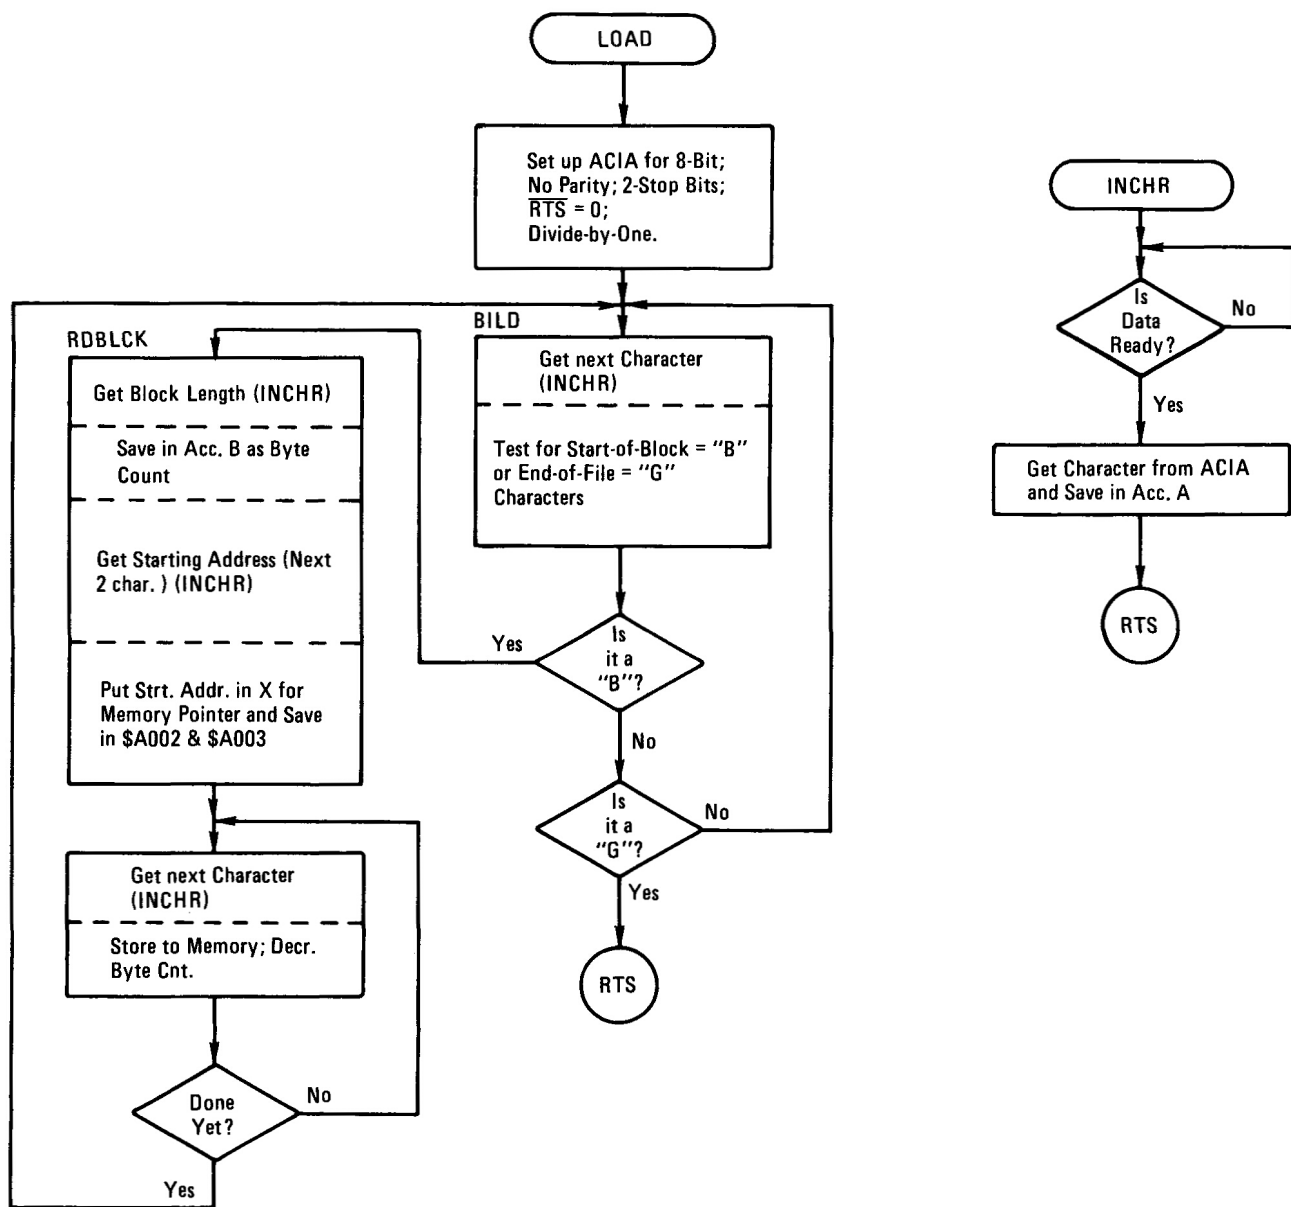 LOAD
Set up ACIA for 8-Bit;
No Parity; 2-Stop Bits;
RTS = 0;
Divide-by-One.
BILD
Get next Character
(INCHR)
Test for Start-of-Block = “B”
or End-of-File = “G”
Characters
Is
it a
“B”?
Yes
No
Is
it a
“G”?
No
Yes
RTS
RDBLCK
Get Block Length (INCHR)
Save in Acc. B as Byte
Count
Get Starting Address (Next
2 char. ) (INCHR)
Put Strt. Addr. in X for
Memory Pointer and Save
in $A002 & $A003
Get next Character
(INCHR)
Store to Memory; Decr.
Byte Cnt.
Done
Yet?
No
Yes
INCHR
Is
Data
Ready?
No
Yes
Get Character from ACIA
and Save in Acc. A
RTS